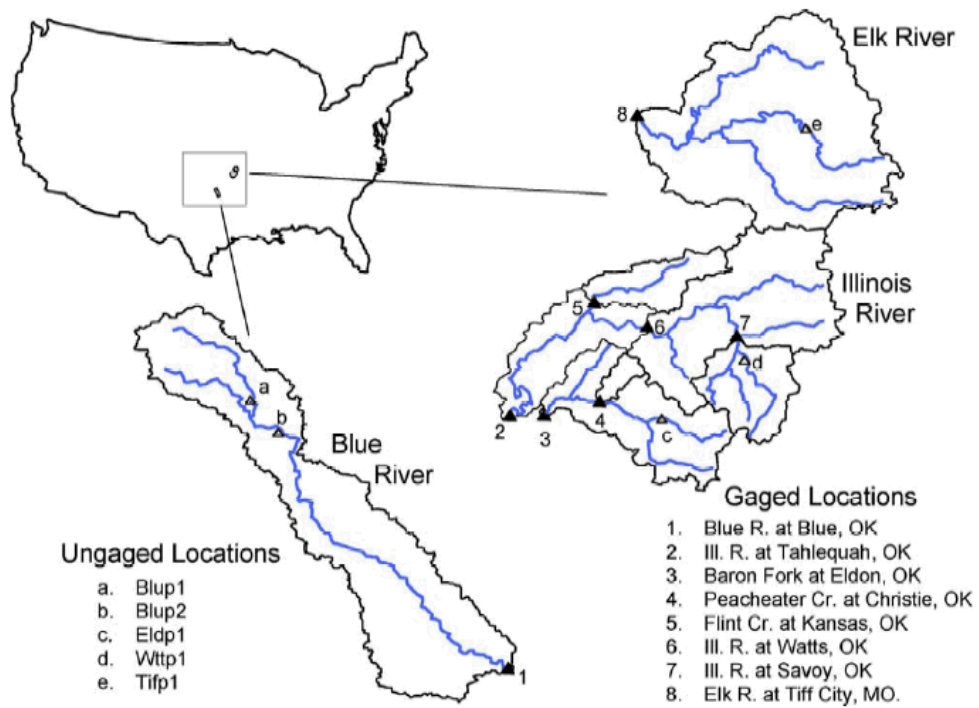 Elk River
8
e
Illinois
River
5
6
7
d
a
b
2
3
4
c
Blue
River
1
Ungaged Locations
a. Blup1
b. Blup2
c. Eldp1
d. Wttp1
e. Tifp1
Gaged Locations
1. Blue R. at Blue, OK
2. Ill. R. at Tahlequah, OK
3. Baron Fork at Eldon, OK
4. Peacheater Cr. at Christie, OK
5. Flint Cr. at Kansas, OK
6. Ill. R. at Watts, OK
7. Ill. R. at Savoy, OK
8. Elk R. at Tiff City, MO.